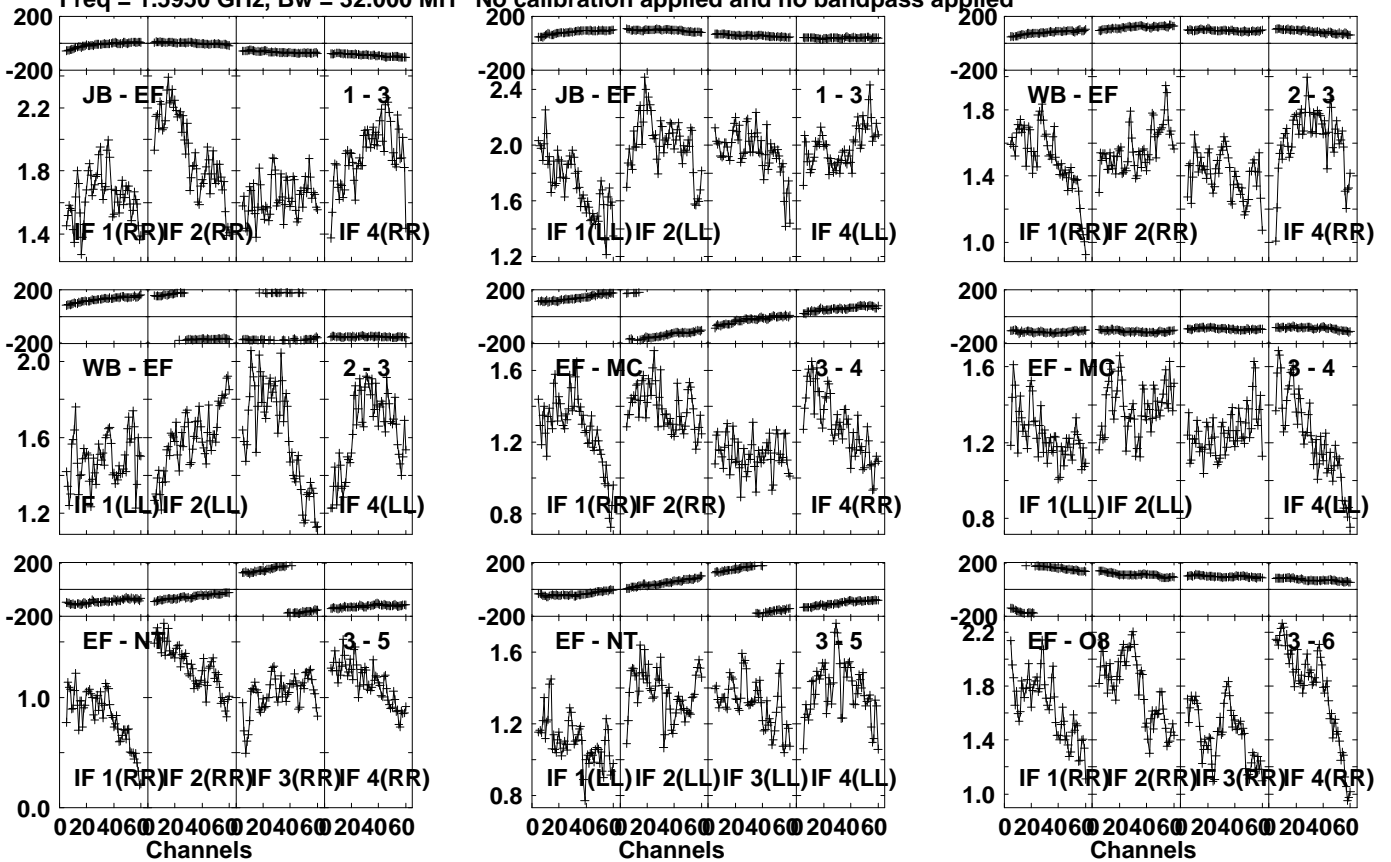 Freq = 1.5950 GHz, Bw = 32.000 MH No calibration applied and no bandpass applied
200
-200
2.2
1.8
1.4
JB - EF
1 - 3
IF 1(RR)
IF 2(RR)
IF 4(RR)
200
-200
2.4
2.0
1.6
1.2
JB - EF
1 - 3
IF 1(LL)
IF 2(LL)
IF 4(LL)
200
-200
1.8
1.4
1.0
WB - EF
2 - 3
IF 1(RR)
IF 2(RR)
IF 4(RR)
200
-200
2.0
1.6
1.2
WB - EF
2 - 3
IF 1(LL)
IF 2(LL)
IF 4(LL)
200
-200
1.6
1.2
0.8
EF - MC
3 - 4
IF 1(RR)
IF 2(RR)
IF 4(RR)
200
-200
1.6
1.2
0.8
EF - MC
3 - 4
IF 1(LL)
IF 2(LL)
IF 4(LL)
200
-200
1.0
0.0
EF - NT
3 - 5
IF 1(RR)
IF 2(RR)
IF 3(RR)
IF 4(RR)
0 20 40 60 0 20 40 60 0 20 40 60 0 20 40 60
Channels
200
-200
1.6
1.2
0.8
EF - NT
3 - 5
IF 1(LL)
IF 2(LL)
IF 3(LL)
IF 4(LL)
0 20 40 60 0 20 40 60 0 20 40 60 0 20 40 60
Channels
200
-200
2.2
1.8
1.4
1.0
EF - O8
3 - 6
IF 1(RR)
IF 2(RR)
IF 3(RR)
IF 4(RR)
0 20 40 60 0 20 40 60 0 20 40 60 0 20 40 60
Channels